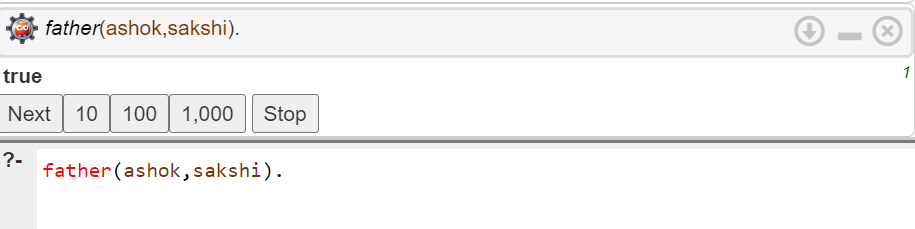 father(ashok,sakshi).
true 1
Next 10 100 1,000 Stop
?- father(ashok,sakshi).